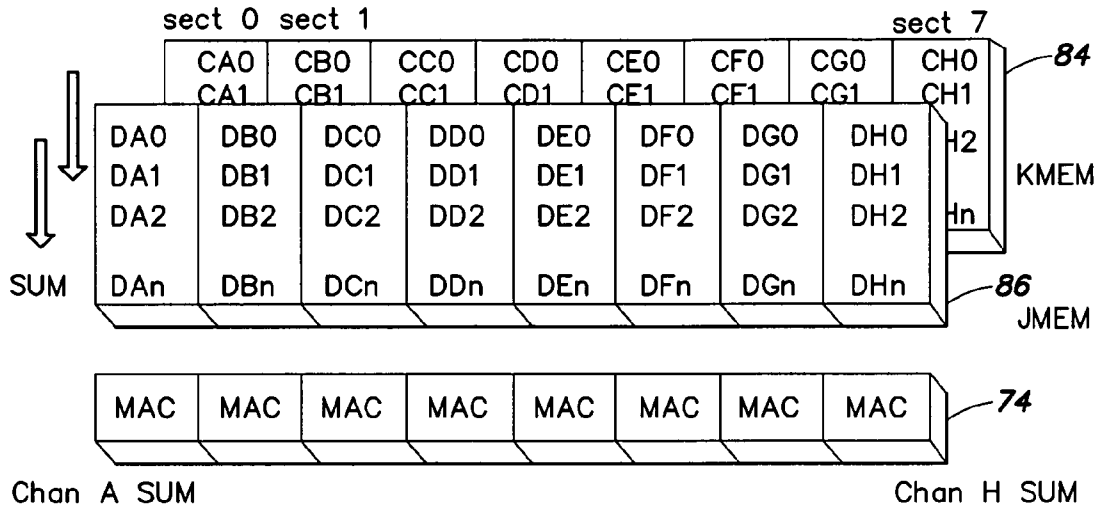 sect 0 sect 1 sect 7
CA0 CB0 CC0 CD0 CE0 CF0 CG0 CH0 84
CA1 CB1 CC1 CD1 CE1 CF1 CG1 CH1
DA0 DB0 DC0 DD0 DE0 DF0 DG0 DH0 H2
DA1 DB1 DC1 DD1 DE1 DF1 DG1 DH1 KMEM
DA2 DB2 DC2 DD2 DE2 DF2 DG2 DH2 Hn
SUM DAn DBn DCn DDn DEn DFn DGn DHn 86
JMEM
MAC MAC MAC MAC MAC MAC MAC MAC 74
Chan A SUM Chan H SUM